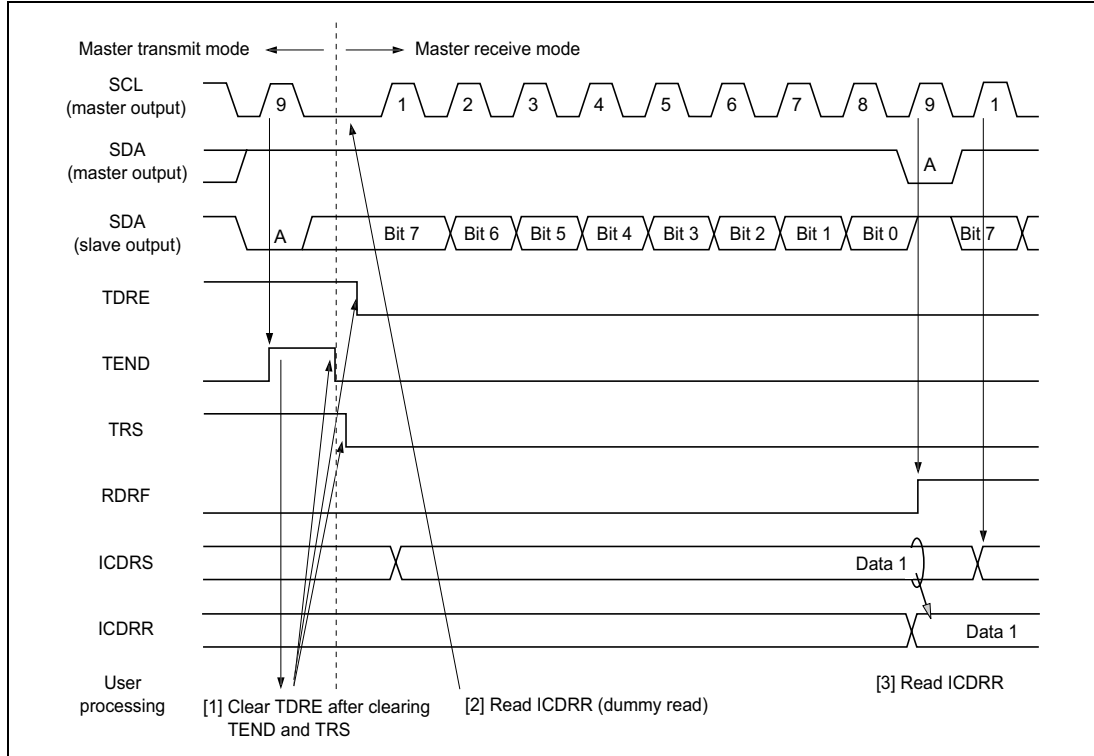 Master transmit mode
Master receive mode
SCL
(master output)
9
1
2
3
4
5
6
7
8
9
1
SDA
(master output)
A
SDA
(slave output)
A
Bit 7
Bit 6
Bit 5
Bit 4
Bit 3
Bit 2
Bit 1
Bit 0
Bit 7
TDRE
TEND
TRS
RDRF
ICDRS
Data 1
ICDRR
Data 1
User
processing
[1] Clear TDRE after clearing
TEND and TRS
[2] Read ICDRR (dummy read)
[3] Read ICDRR